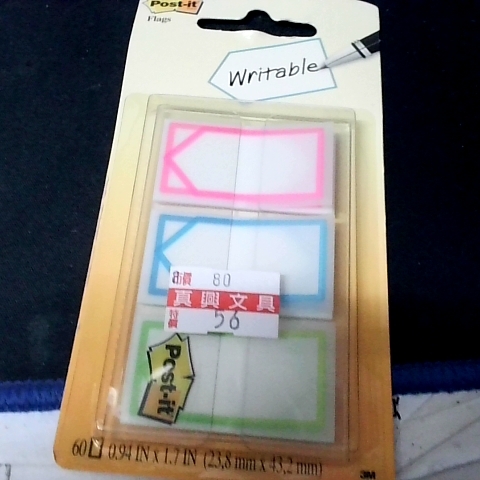 Post-it
Flags
Writable
市價 80
真興文具
特價 56
Post-it
60 0.94 IN x 1.7 IN (23,8 mm x 43,2 mm)
3M